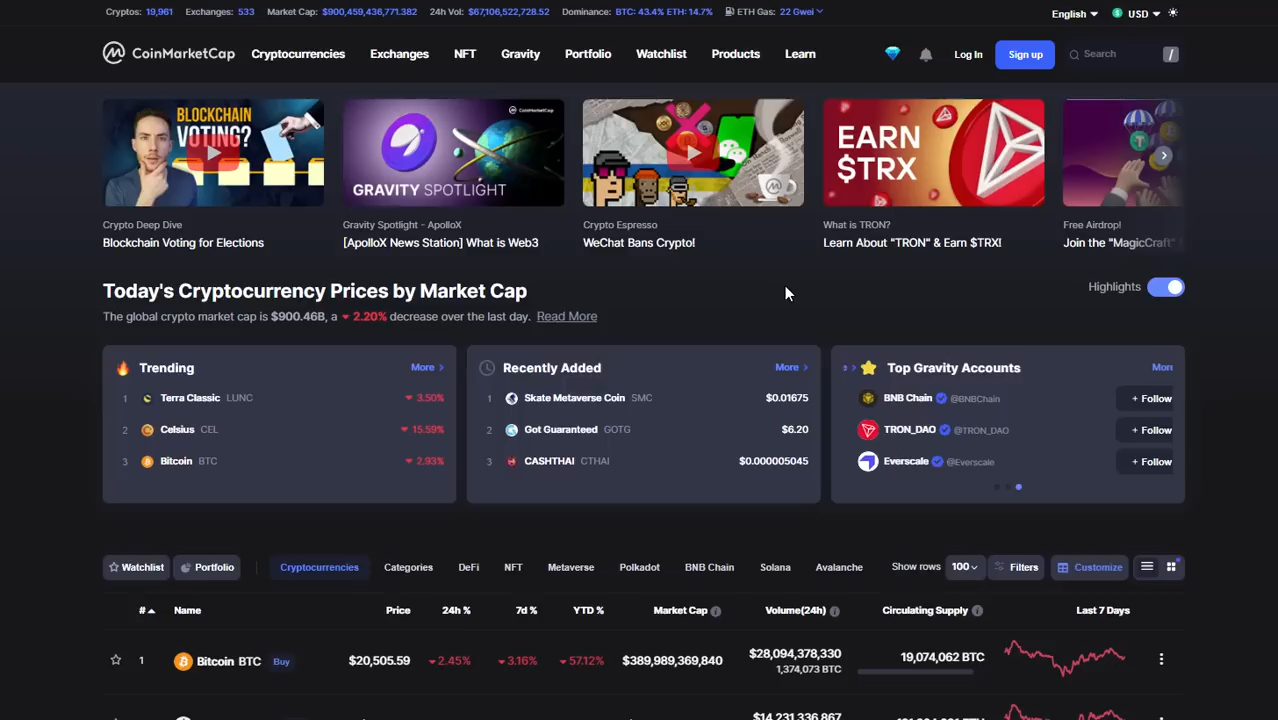 Cryptos: 19,961 Exchanges: 533 Market Cap: $900,459,436,771.382 24h Vol: $67,106,522,728.52 Dominance: BTC: 43.4% ETH: 14.7% ETH Gas: 22 Gwei English USD
CoinMarketCap Cryptocurrencies Exchanges NFT Gravity Portfolio Watchlist Products Learn Log In Sign up Search /
BLOCKCHAIN
VOTING?
CoinMarketCap
GRAVITY SPOTLIGHT
EARN
$TRX
Crypto Deep Dive
Blockchain Voting for Elections
Gravity Spotlight - ApolloX
[ApolloX News Station] What is Web3
Crypto Espresso
WeChat Bans Crypto!
What is TRON?
Learn About "TRON" & Earn $TRX!
Free Airdrop!
Join the "MagicCraft"
Today's Cryptocurrency Prices by Market Cap
Highlights
The global crypto market cap is $900.46B, a 2.20% decrease over the last day. Read More
Trending More
1 Terra Classic LUNC 3.50%
2 Celsius CEL 15.59%
3 Bitcoin BTC 2.93%
Recently Added More
1 Skate Metaverse Coin SMC $0.01675
2 Got Guaranteed GOTG $6.20
3 CASHTHAI CTHAI $0.000005045
Top Gravity Accounts More
BNB Chain @BNBChain + Follow
TRON_DAO @TRON_DAO + Follow
Everscale @Everscale + Follow
Watchlist Portfolio Cryptocurrencies Categories DeFi NFT Metaverse Polkadot BNB Chain Solana Avalanche Show rows 100 Filters Customize
# Name Price 24h % 7d % YTD % Market Cap Volume(24h) Circulating Supply Last 7 Days
1 Bitcoin BTC Buy $20,505.59 2.45% 3.16% 57.12% $389,989,369,840 $28,094,378,330 19,074,062 BTC
1,374,073 BTC